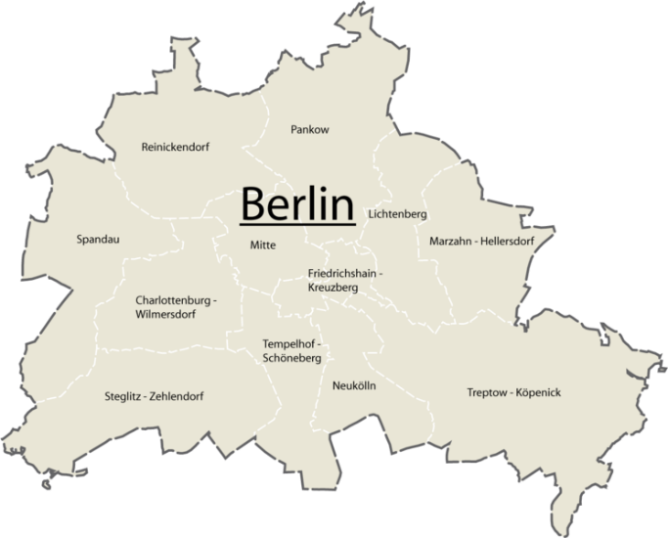 Pankow
Reinickendorf
Berlin
Lichtenberg
Spandau
Mitte
Marzahn - Hellersdorf
Friedrichshain -
Kreuzberg
Charlottenburg -
Wilmersdorf
Tempelhof -
Schöneberg
Neukölln
Steglitz - Zehlendorf
Treptow - Köpenick